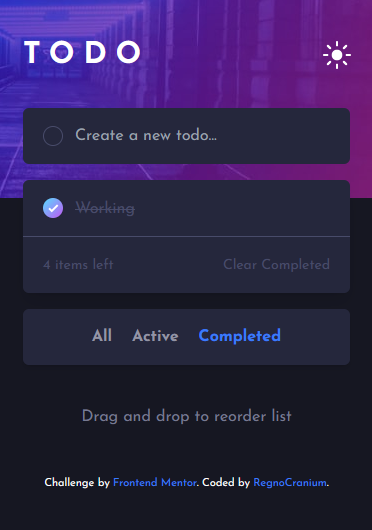 TODO
Create a new todo...
Working
4 items left Clear Completed
All Active Completed
Drag and drop to reorder list
Challenge by Frontend Mentor. Coded by RegnoCranium.